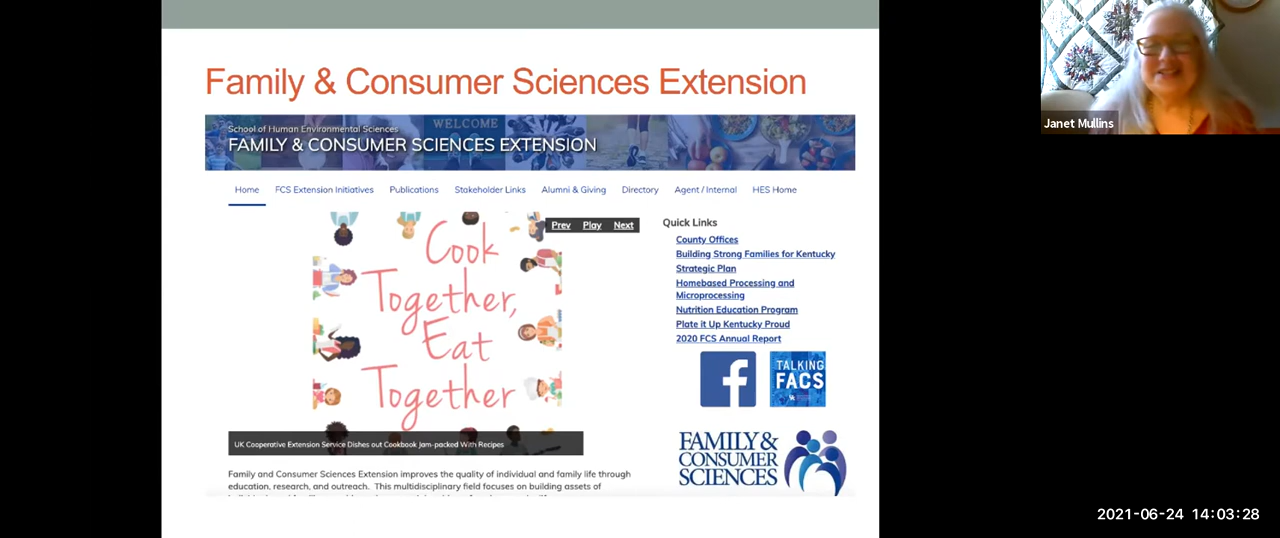 Family & Consumer Sciences Extension
School of Human Environmental Sciences
WELCOME
FAMILY & CONSUMER SCIENCES EXTENSION
Home FCS Extension Initiatives Publications Stakeholder Links Alumni & Giving Directory Agent / Internal HES Home
Prev Play Next
Cook
Together,
Eat
Together
UK Cooperative Extension Service Dishes out Cookbook Jam-packed With Recipes
Family and Consumer Sciences Extension improves the quality of individual and family life through
education, research, and outreach. This multidisciplinary field focuses on building assets of
Quick Links
County Offices
Building Strong Families for Kentucky
Strategic Plan
Homebased Processing and
Microprocessing
Nutrition Education Program
Plate it Up Kentucky Proud
2020 FCS Annual Report
TALKING
FACS
FAMILY &
CONSUMER
SCIENCES
Janet Mullins
2021-06-24 14:03:28